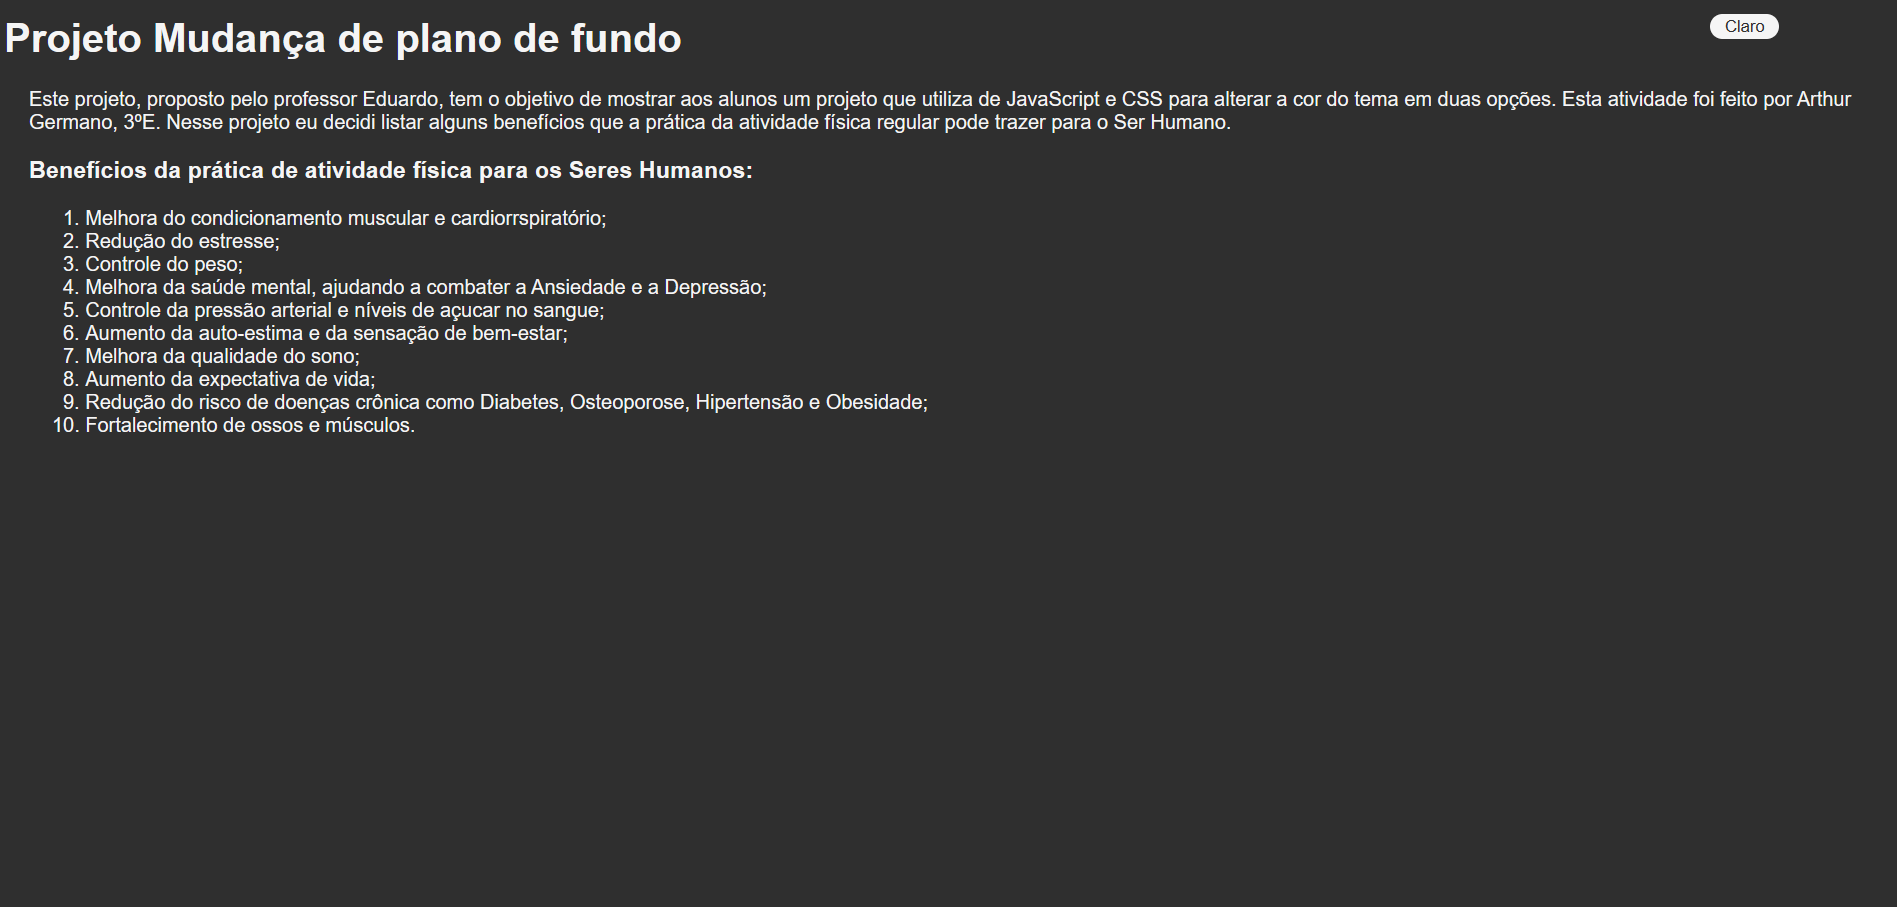 Projeto Mudança de plano de fundo
Claro
Este projeto, proposto pelo professor Eduardo, tem o objetivo de mostrar aos alunos um projeto que utiliza de JavaScript e CSS para alterar a cor do tema em duas opções. Esta atividade foi feito por Arthur
Germano, 3ºE. Nesse projeto eu decidi listar alguns benefícios que a prática da atividade física regular pode trazer para o Ser Humano.
Benefícios da prática de atividade física para os Seres Humanos:
1. Melhora do condicionamento muscular e cardiorrspiratório;
2. Redução do estresse;
3. Controle do peso;
4. Melhora da saúde mental, ajudando a combater a Ansiedade e a Depressão;
5. Controle da pressão arterial e níveis de açucar no sangue;
6. Aumento da auto-estima e da sensação de bem-estar;
7. Melhora da qualidade do sono;
8. Aumento da expectativa de vida;
9. Redução do risco de doenças crônica como Diabetes, Osteoporose, Hipertensão e Obesidade;
10. Fortalecimento de ossos e músculos.